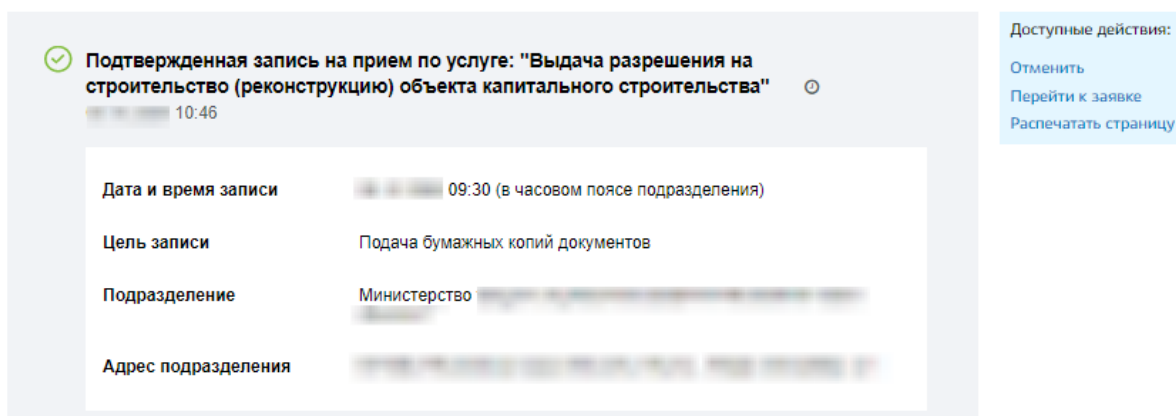 Подтвержденная запись на прием по услуге: "Выдача разрешения на
строительство (реконструкцию) объекта капитального строительства"
10:46
Дата и время записи
09:30 (в часовом поясе подразделения)
Цель записи
Подача бумажных копий документов
Подразделение
Министерство
Адрес подразделения
Доступные действия:
Отменить
Перейти к заявке
Распечатать страницу